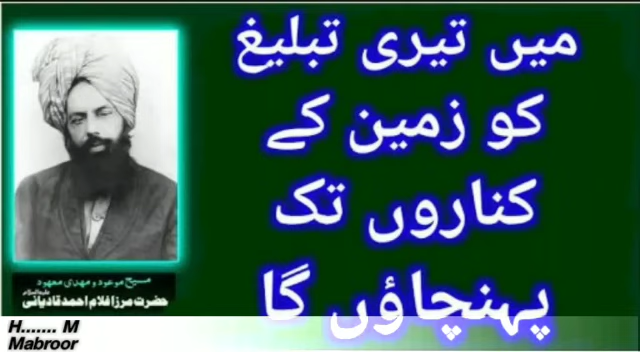 میں تیری تبلیغ
کو زمین کے
کناروں تک
پہنچاؤں گا
مسیح موعود و مہدی معہود
علیہ السلام
حضرت مرزا غلام احمد قادیانی
H....... M
Mabroor